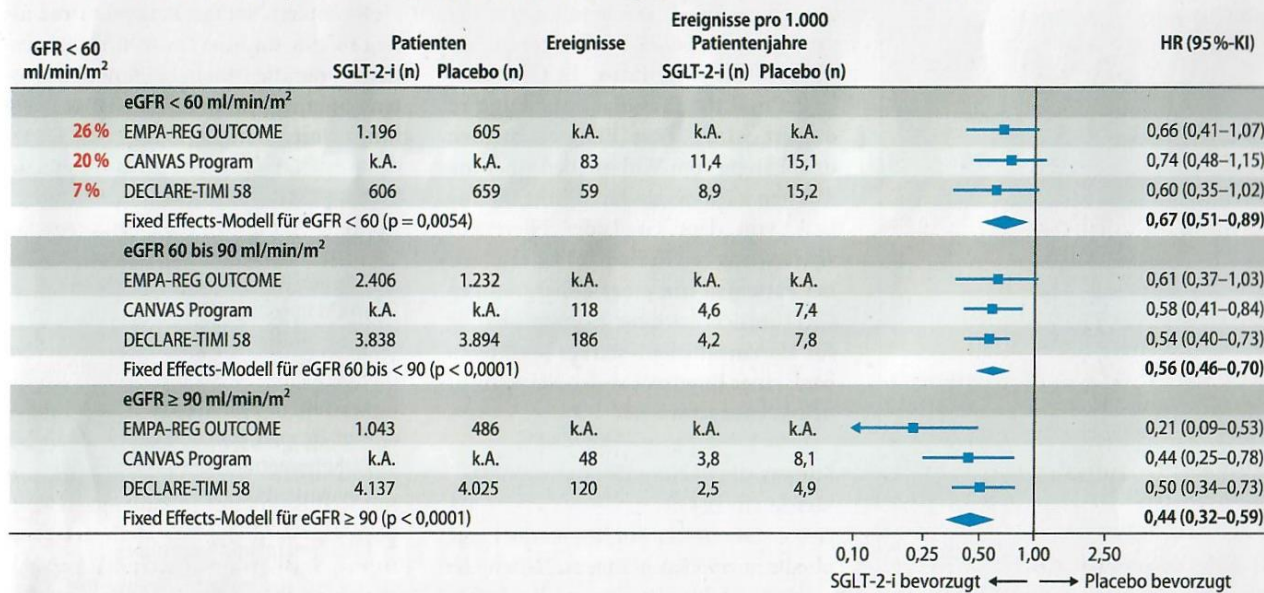 GFR < 60 ml/min/m²
Patienten
Ereignisse
Ereignisse pro 1.000 Patientenjahre
HR (95%-KI)
SGLT-2-i (n) Placebo (n) SGLT-2-i (n) Placebo (n)
eGFR < 60 ml/min/m²
26 % EMPA-REG OUTCOME 1.196 605 k.A. k.A. k.A. 0,66 (0,41–1,07)
20 % CANVAS Program k.A. k.A. 83 11,4 15,1 0,74 (0,48–1,15)
7 % DECLARE-TIMI 58 606 659 59 8,9 15,2 0,60 (0,35–1,02)
Fixed Effects-Modell für eGFR < 60 (p = 0,0054) 0,67 (0,51–0,89)
eGFR 60 bis 90 ml/min/m²
EMPA-REG OUTCOME 2.406 1.232 k.A. k.A. k.A. 0,61 (0,37–1,03)
CANVAS Program k.A. k.A. 118 4,6 7,4 0,58 (0,41–0,84)
DECLARE-TIMI 58 3.838 3.894 186 4,2 7,8 0,54 (0,40–0,73)
Fixed Effects-Modell für eGFR 60 bis < 90 (p < 0,0001) 0,56 (0,46–0,70)
eGFR ≥ 90 ml/min/m²
EMPA-REG OUTCOME 1.043 486 k.A. k.A. k.A. 0,21 (0,09–0,53)
CANVAS Program k.A. k.A. 48 3,8 8,1 0,44 (0,25–0,78)
DECLARE-TIMI 58 4.137 4.025 120 2,5 4,9 0,50 (0,34–0,73)
Fixed Effects-Modell für eGFR ≥ 90 (p < 0,0001) 0,44 (0,32–0,59)
0,10 0,25 0,50 1,00 2,50
SGLT-2-i bevorzugt ← → Placebo bevorzugt